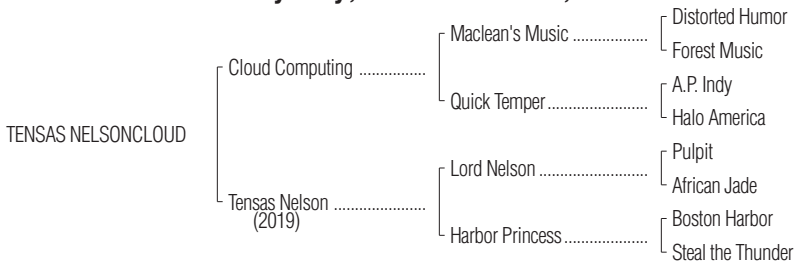 Distorted Humor
Maclean's Music ..................
Forest Music
Cloud Computing ................
A.P. Indy
Quick Temper ........................
Halo America
TENSAS NELSONCLOUD
Pulpit
Lord Nelson ..........................
African Jade
Tensas Nelson ......................
(2019)
Boston Harbor
Harbor Princess ....................
Steal the Thunder